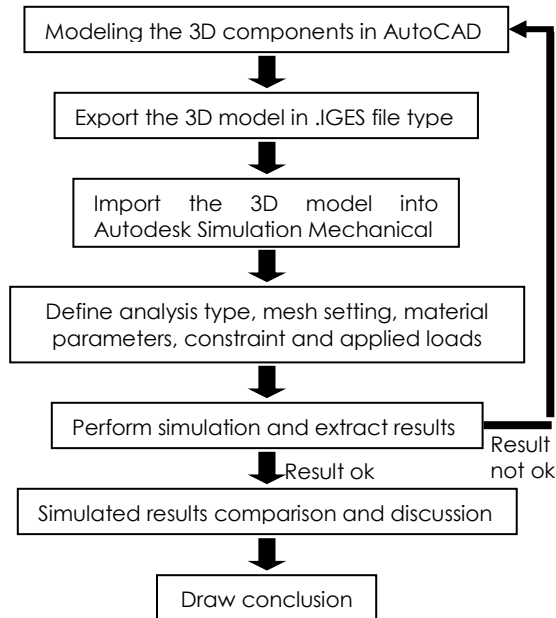 Modeling the 3D components in AutoCAD
Export the 3D model in .IGES file type
Import the 3D model into
Autodesk Simulation Mechanical
Define analysis type, mesh setting, material
parameters, constraint and applied loads
Perform simulation and extract results
Result
not ok
Result ok
Simulated results comparison and discussion
Draw conclusion